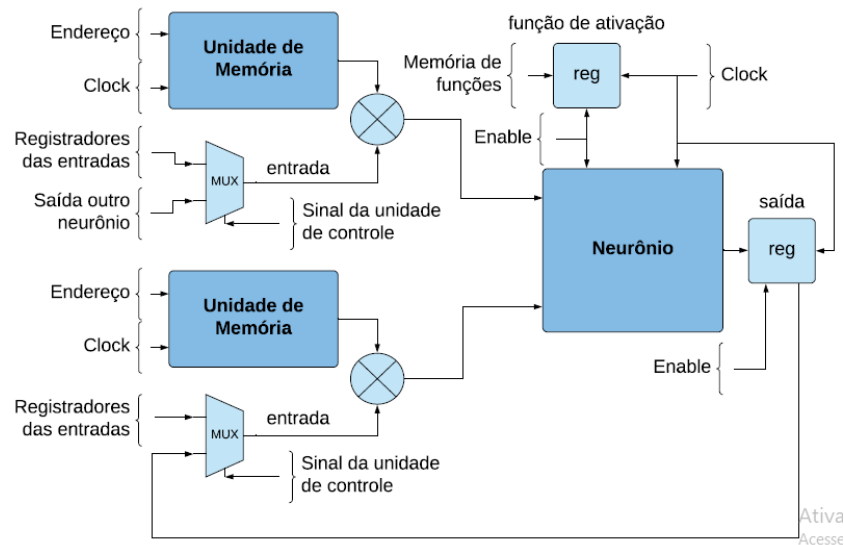 função de ativação
Endereço
Unidade de
Memória
Clock
Memória de
funções
reg
Clock
Enable
Registradores
das entradas
MUX
entrada
Saída outro
neurônio
Sinal da unidade
de controle
Neurônio
saída
reg
Enable
Endereço
Unidade de
Memória
Clock
Registradores
das entradas
MUX
entrada
Sinal da unidade
de controle
Ativa
Acesse